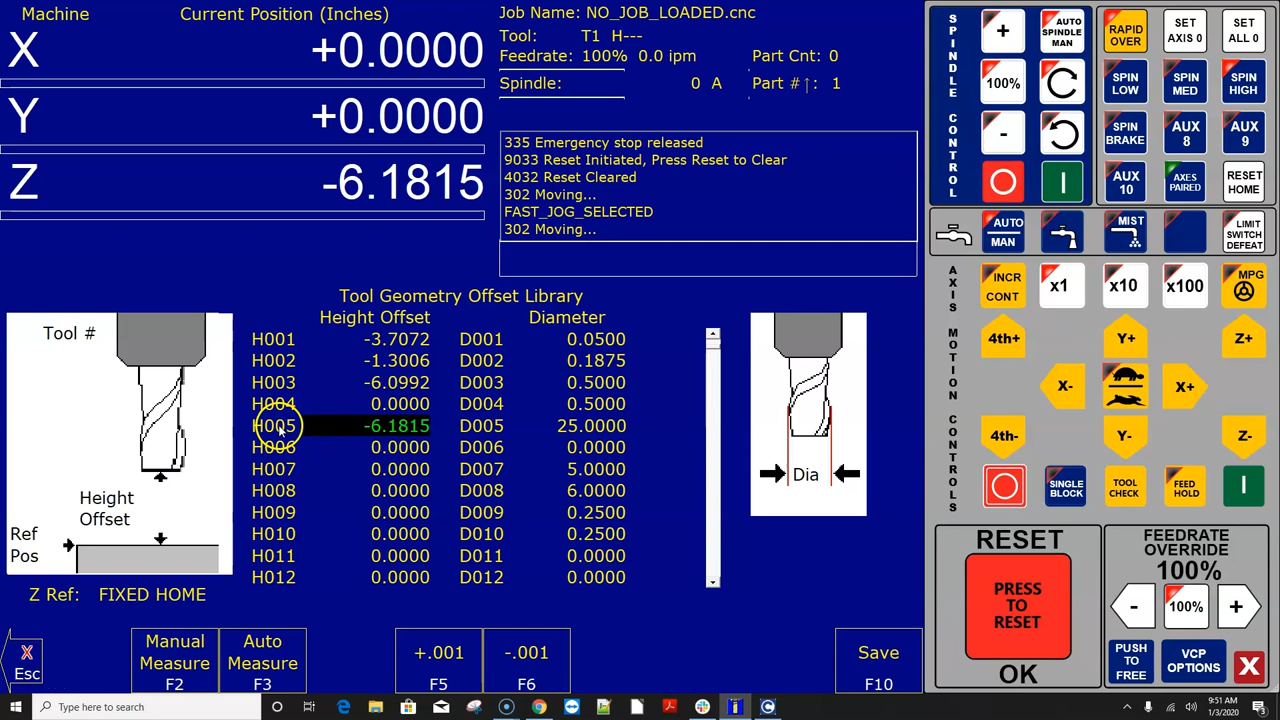 Machine
Current Position (Inches)
X +0.0000
Y +0.0000
Z -6.1815
Job Name: NO_JOB_LOADED.cnc
Tool: T1 H---
Feedrate: 100% 0.0 ipm Part Cnt: 0
Spindle: 0 A Part #↑: 1
335 Emergency stop released
9033 Reset Initiated, Press Reset to Clear
4032 Reset Cleared
302 Moving...
FAST_JOG_SELECTED
302 Moving...
Tool Geometry Offset Library
Height Offset Diameter
H001 -3.7072 D001 0.0500
H002 -1.3006 D002 0.1875
H003 -6.0992 D003 0.5000
H004 0.0000 D004 0.5000
H005 -6.1815 D005 25.0000
H006 0.0000 D006 0.0000
H007 0.0000 D007 5.0000
H008 0.0000 D008 6.0000
H009 0.0000 D009 0.2500
H010 0.0000 D010 0.2500
H011 0.0000 D011 0.0000
H012 0.0000 D012 0.0000
Tool #
Height
Offset
Ref
Pos
Z Ref: FIXED HOME
Dia
X
Esc
Manual
Measure
F2
Auto
Measure
F3
+.001
F5
-.001
F6
Save
F10
SPINDLE CONTROL
+
AUTO
SPINDLE
MAN
100%
-
RAPID
OVER
SET
AXIS 0
SET
ALL 0
SPIN
LOW
SPIN
MED
SPIN
HIGH
SPIN
BRAKE
AUX
8
AUX
9
AUX
10
AXES
PAIRED
RESET
HOME
AUTO
MAN
MIST
LIMIT
SWITCH
DEFEAT
AXIS MOTION CONTROLS
INCR
CONT
x1
x10
x100
MPG
4th+
Y+
Z+
X-
X+
4th-
Y-
Z-
SINGLE
BLOCK
TOOL
CHECK
FEED
HOLD
RESET
PRESS
TO
RESET
OK
FEEDRATE
OVERRIDE
100%
-
100%
+
PUSH
TO
FREE
VCP
OPTIONS
X
Type here to search
9:51 AM
1/3/2020